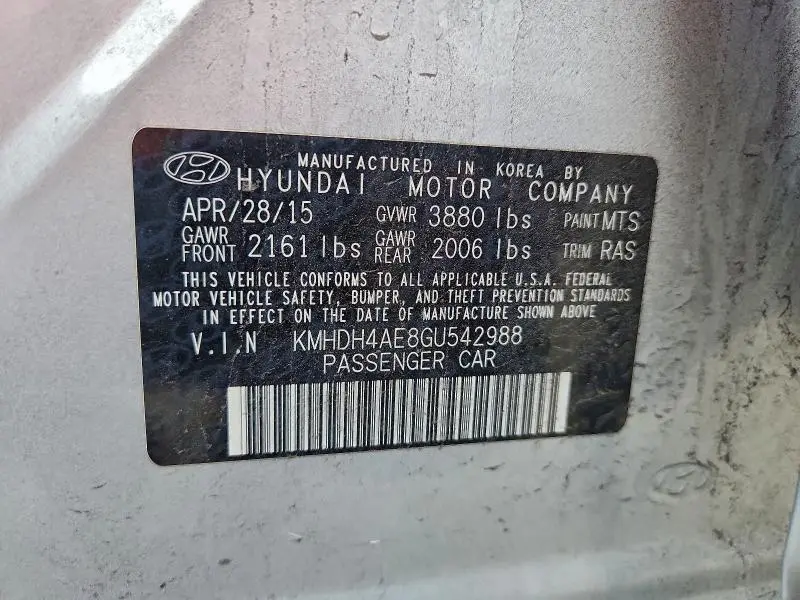 MANUFACTURED IN KOREA BY
HYUNDAI MOTOR COMPANY
APR/28/15 GVWR 3880 lbs PAINT MTS
GAWR FRONT 2161 lbs GAWR REAR 2006 lbs TRIM RAS
THIS VEHICLE CONFORMS TO ALL APPLICABLE U.S.A. FEDERAL
MOTOR VEHICLE SAFETY, BUMPER, AND THEFT PREVENTION STANDARDS
IN EFFECT ON THE DATE OF MANUFACTURE SHOWN ABOVE
V.I.N KMHDH4AE8GU542988
PASSENGER CAR